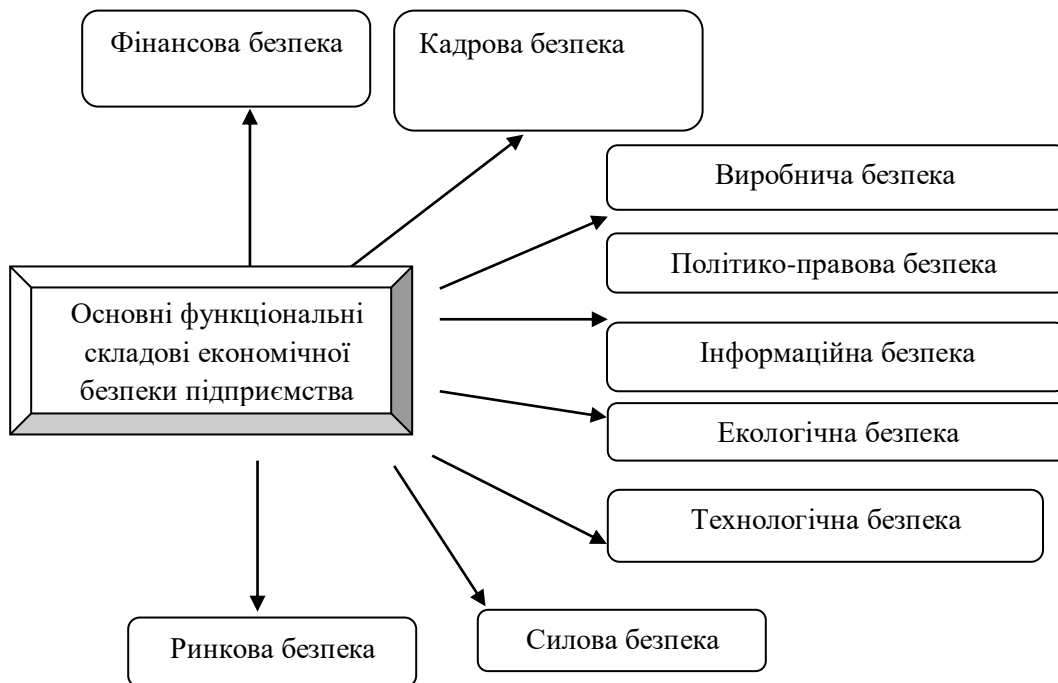 Фінансова безпека
Кадрова безпека
Виробнича безпека
Політико-правова безпека
Основні функціональні
складові економічної
безпеки підприємства
Інформаційна безпека
Екологічна безпека
Технологічна безпека
Ринкова безпека
Силова безпека